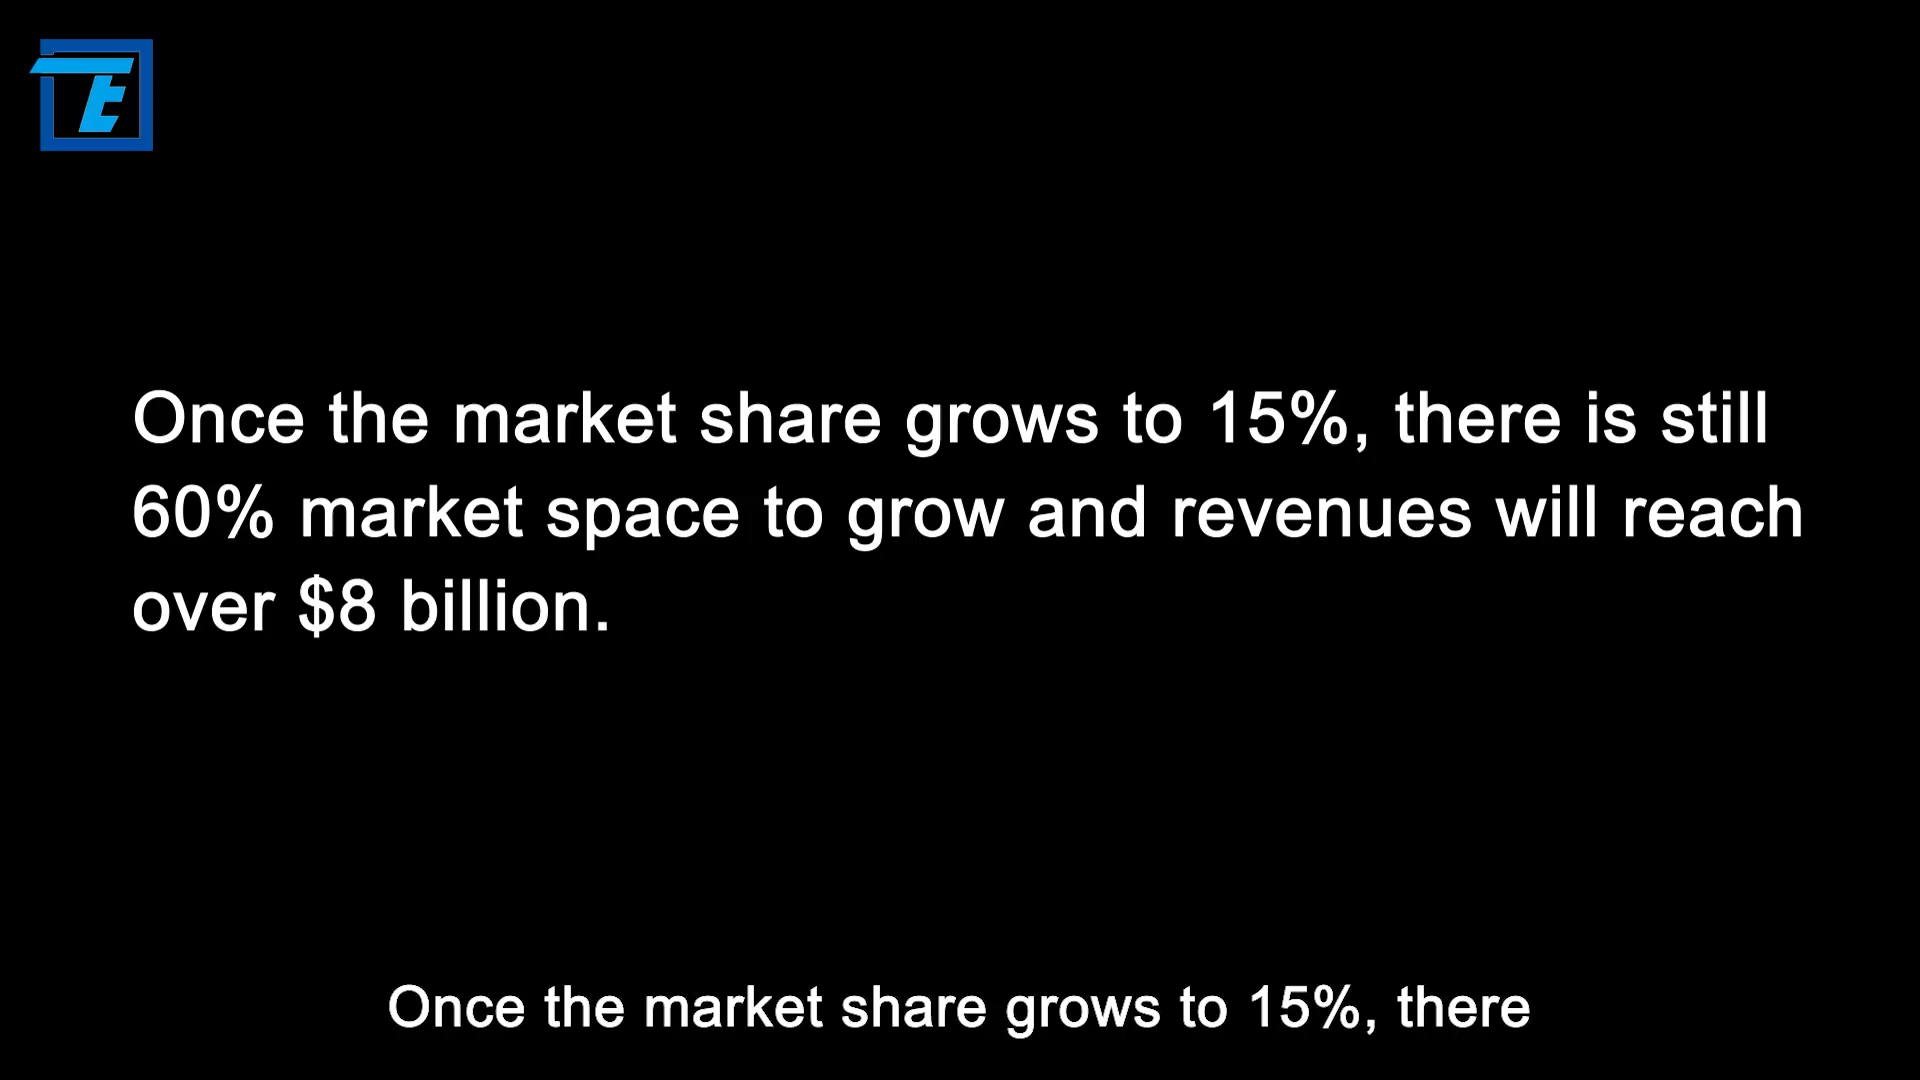 TE
Once the market share grows to 15%, there is still
60% market space to grow and revenues will reach
over $8 billion.
Once the market share grows to 15%, there